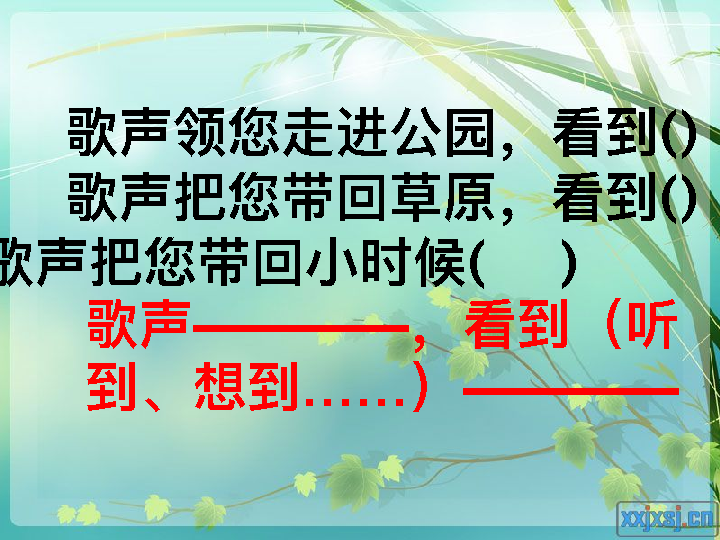 歌声领您走进公园，看到()
歌声把您带回草原，看到()
歌声把您带回小时候(      )
歌声————，看到（听
到、想到……）————
xxjxsj.cn